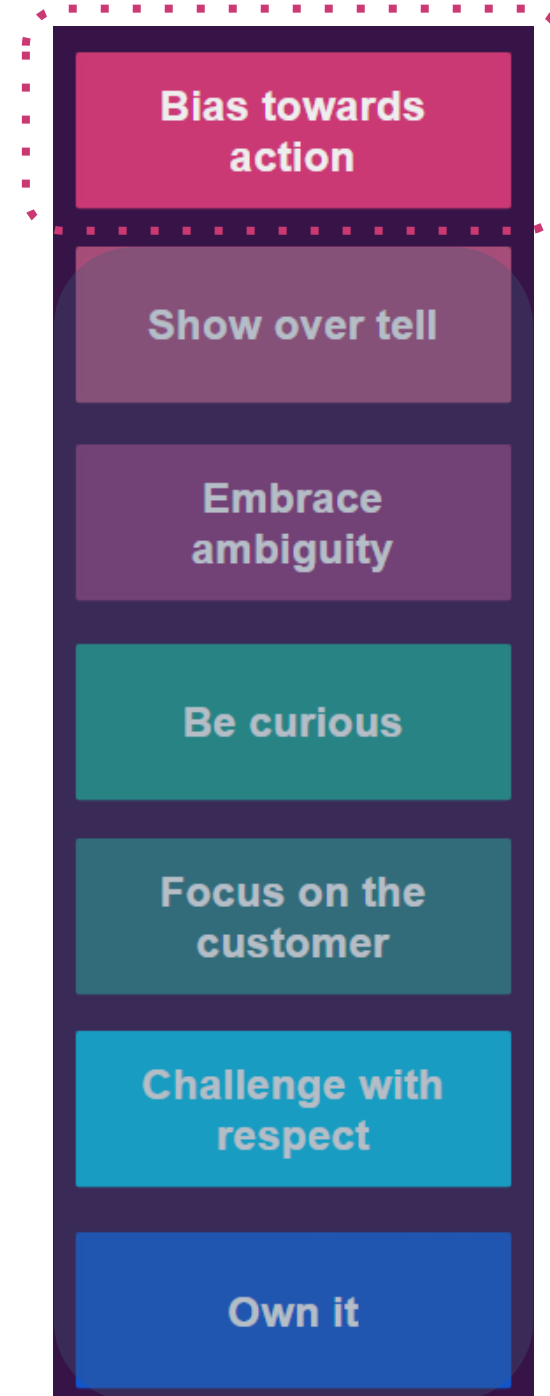 Bias towards
action
Show over tell
Embrace
ambiguity
Be curious
Focus on the
customer
Challenge with
respect
Own it